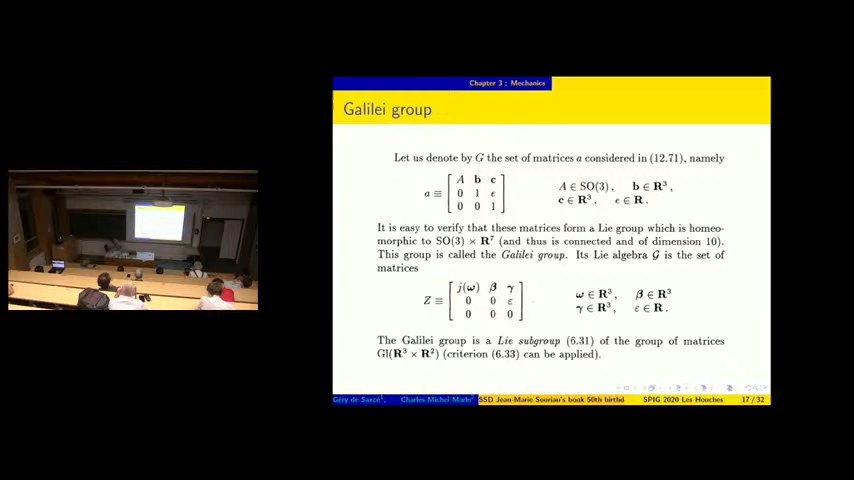 Chapter 3 : Mechanics
Galilei group
Let us denote by G the set of matrices a considered in (12.71), namely
a ≡ [ A b c
0 1 e
0 0 1 ]
A ∈ SO(3), b ∈ R³,
c ∈ R³, e ∈ R.
It is easy to verify that these matrices form a Lie group which is homeo-
morphic to SO(3) × R⁷ (and thus is connected and of dimension 10).
This group is called the Galilei group. Its Lie algebra 𝒢 is the set of
matrices
Z ≡ [ j(ω) β γ
0 0 ε
0 0 0 ]
ω ∈ R³, β ∈ R³
γ ∈ R³, ε ∈ R.
The Galilei group is a Lie subgroup (6.31) of the group of matrices
Gl(R³ × R²) (criterion (6.33) can be applied).
Géry de Saxcé¹, Charles-Michel Marle² SSD Jean-Marie Souriau's book 50th birthd SPIG 2020 Les Houches 17 / 32